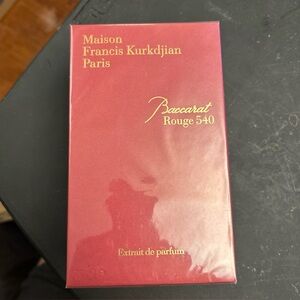 Maison
Francis Kurkdjian
Paris
Baccarat
Rouge 540
Extrait de parfum